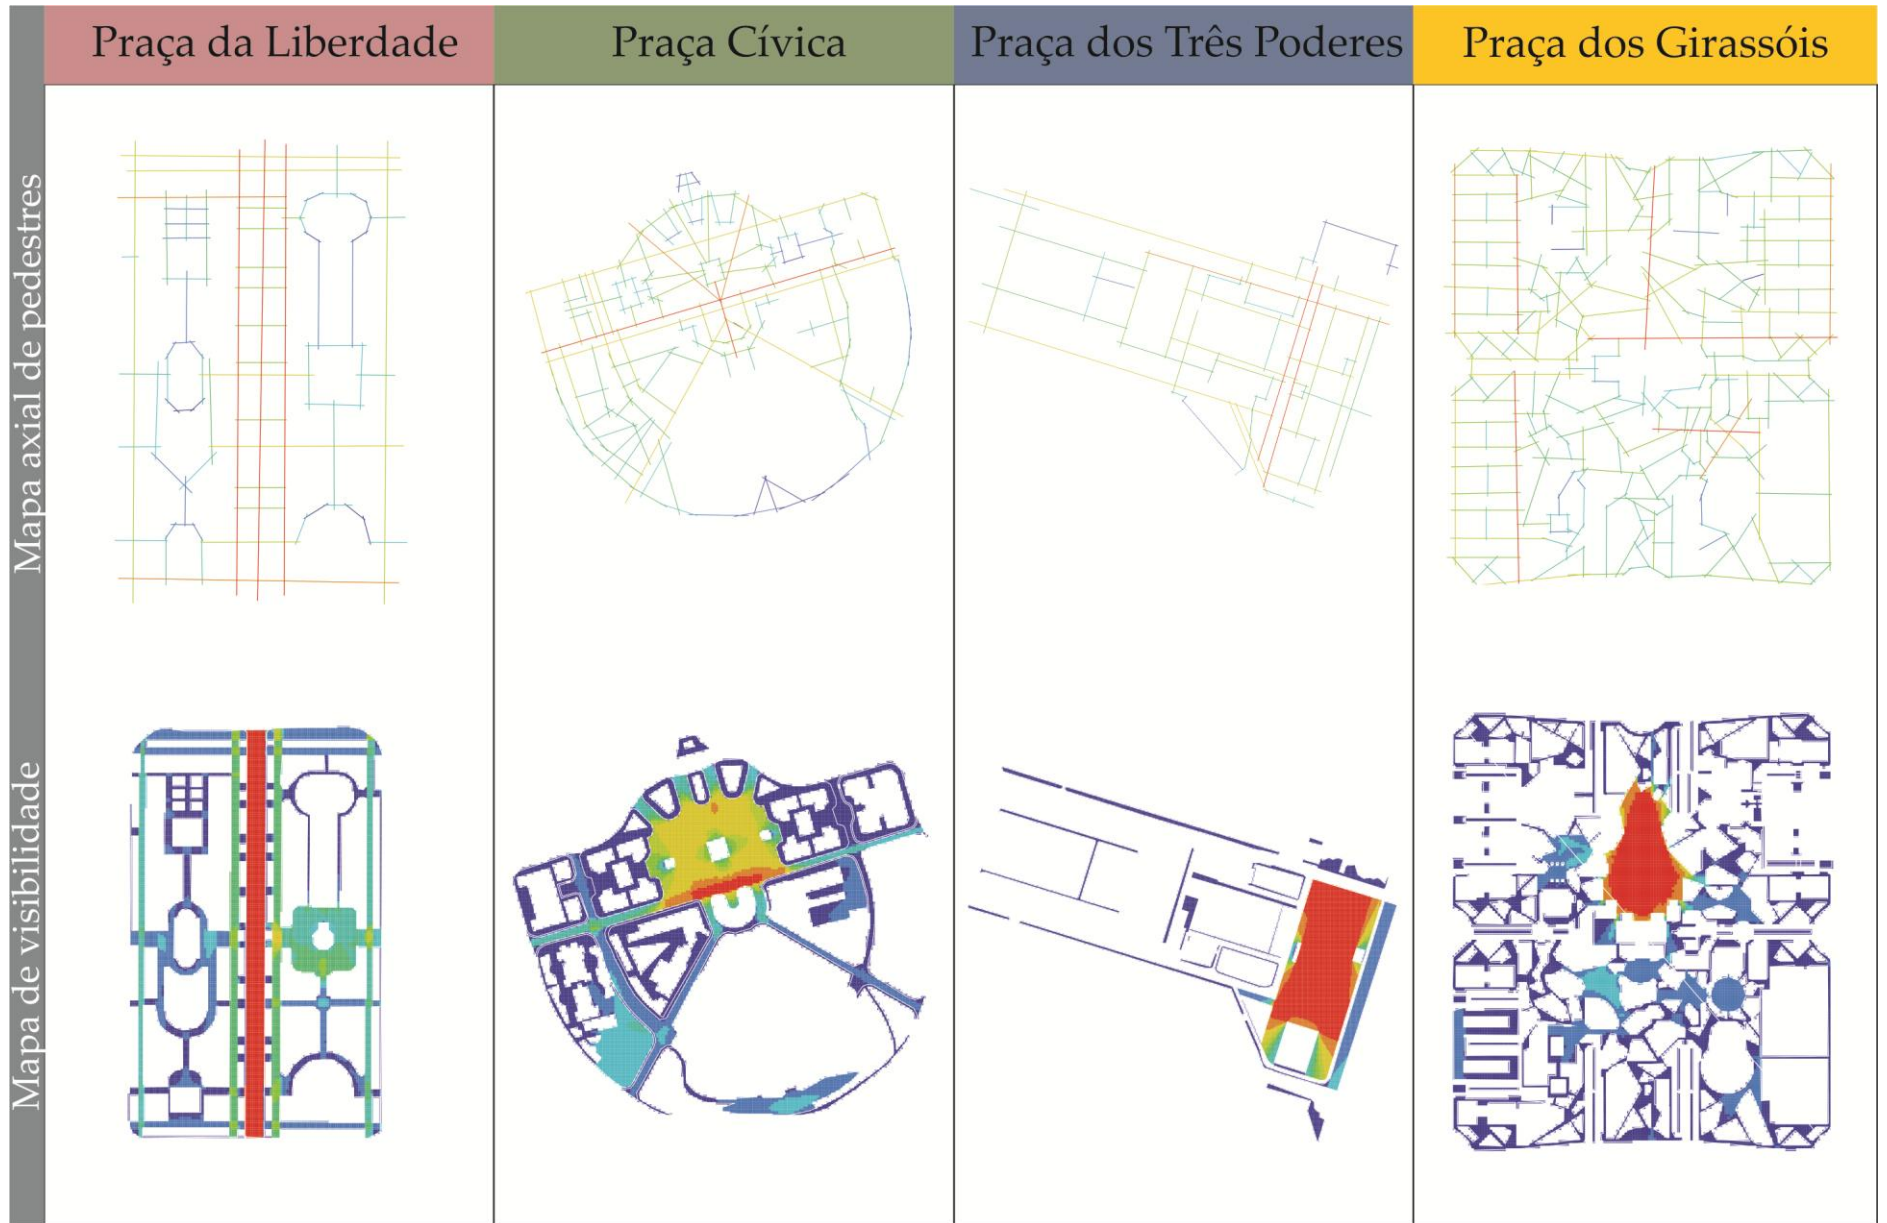 Praça da Liberdade
Praça Cívica
Praça dos Três Poderes
Praça dos Girassóis
Mapa axial de pedestres
Mapa de visibilidade